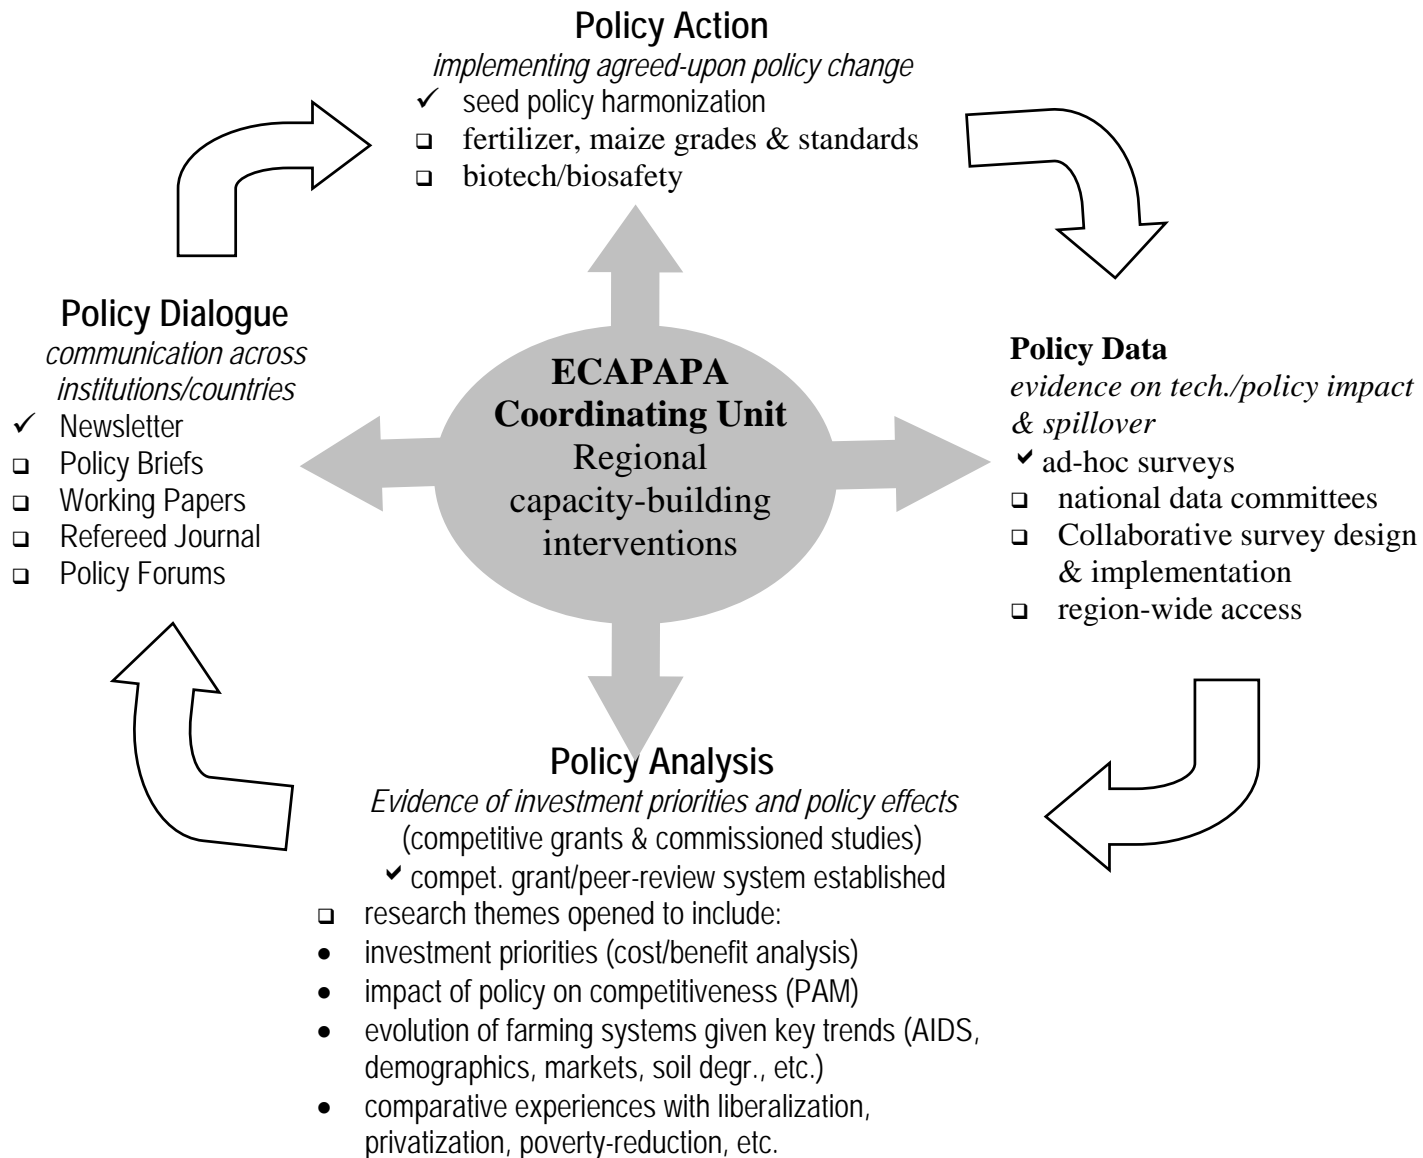 Policy Action
implementing agreed-upon policy change
✓ seed policy harmonization
❑ fertilizer, maize grades & standards
❑ biotech/biosafety
Policy Dialogue
communication across
institutions/countries
✓ Newsletter
❑ Policy Briefs
❑ Working Papers
❑ Refereed Journal
❑ Policy Forums
ECAPAPA
Coordinating Unit
Regional
capacity-building
interventions
Policy Data
evidence on tech./policy impact
& spillover
✓ ad-hoc surveys
❑ national data committees
❑ Collaborative survey design
& implementation
❑ region-wide access
Policy Analysis
Evidence of investment priorities and policy effects
(competitive grants & commissioned studies)
✓ compet. grant/peer-review system established
❑ research themes opened to include:
• investment priorities (cost/benefit analysis)
• impact of policy on competitiveness (PAM)
• evolution of farming systems given key trends (AIDS,
demographics, markets, soil degr., etc.)
• comparative experiences with liberalization,
privatization, poverty-reduction, etc.